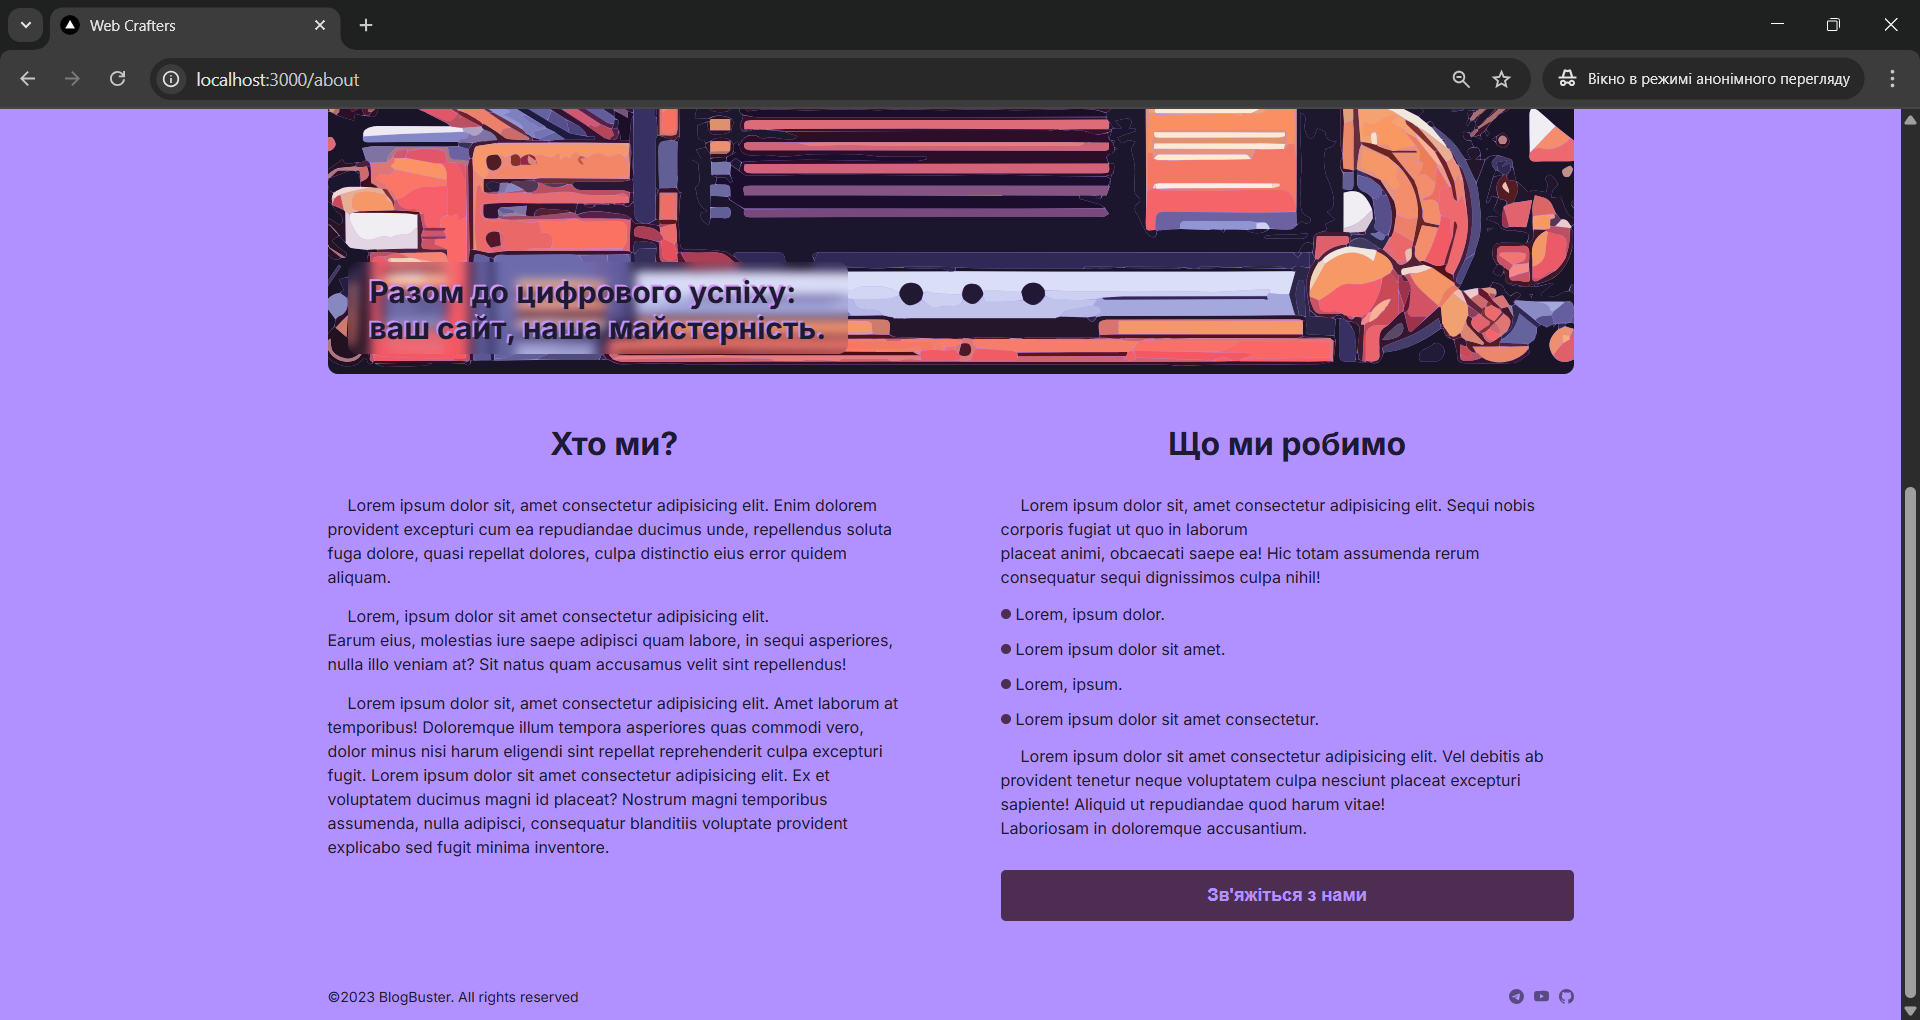 Web Crafters
localhost:3000/about
Вікно в режимі анонімного перегляду
Разом до цифрового успіху:
ваш сайт, наша майстерність.
Хто ми?
Lorem ipsum dolor sit, amet consectetur adipisicing elit. Enim dolorem
provident excepturi cum ea repudiandae ducimus unde, repellendus soluta
fuga dolore, quasi repellat dolores, culpa distinctio eius error quidem
aliquam.
Lorem, ipsum dolor sit amet consectetur adipisicing elit.
Earum eius, molestias iure saepe adipisci quam labore, in sequi asperiores,
nulla illo veniam at? Sit natus quam accusamus velit sint repellendus!
Lorem ipsum dolor sit, amet consectetur adipisicing elit. Amet laborum at
temporibus! Doloremque illum tempora asperiores quas commodi vero,
dolor minus nisi harum eligendi sint repellat reprehenderit culpa excepturi
fugit. Lorem ipsum dolor sit amet consectetur adipisicing elit. Ex et
voluptatem ducimus magni id placeat? Nostrum magni temporibus
assumenda, nulla adipisci, consequatur blanditiis voluptate provident
explicabo sed fugit minima inventore.
Що ми робимо
Lorem ipsum dolor sit, amet consectetur adipisicing elit. Sequi nobis
corporis fugiat ut quo in laborum
placeat animi, obcaecati saepe ea! Hic totam assumenda rerum
consequatur sequi dignissimos culpa nihil!
Lorem, ipsum dolor.
Lorem ipsum dolor sit amet.
Lorem, ipsum.
Lorem ipsum dolor sit amet consectetur.
Lorem ipsum dolor sit amet consectetur adipisicing elit. Vel debitis ab
provident tenetur neque voluptatem culpa nesciunt placeat excepturi
sapiente! Aliquid ut repudiandae quod harum vitae!
Laboriosam in doloremque accusantium.
Зв'яжіться з нами
©2023 BlogBuster. All rights reserved